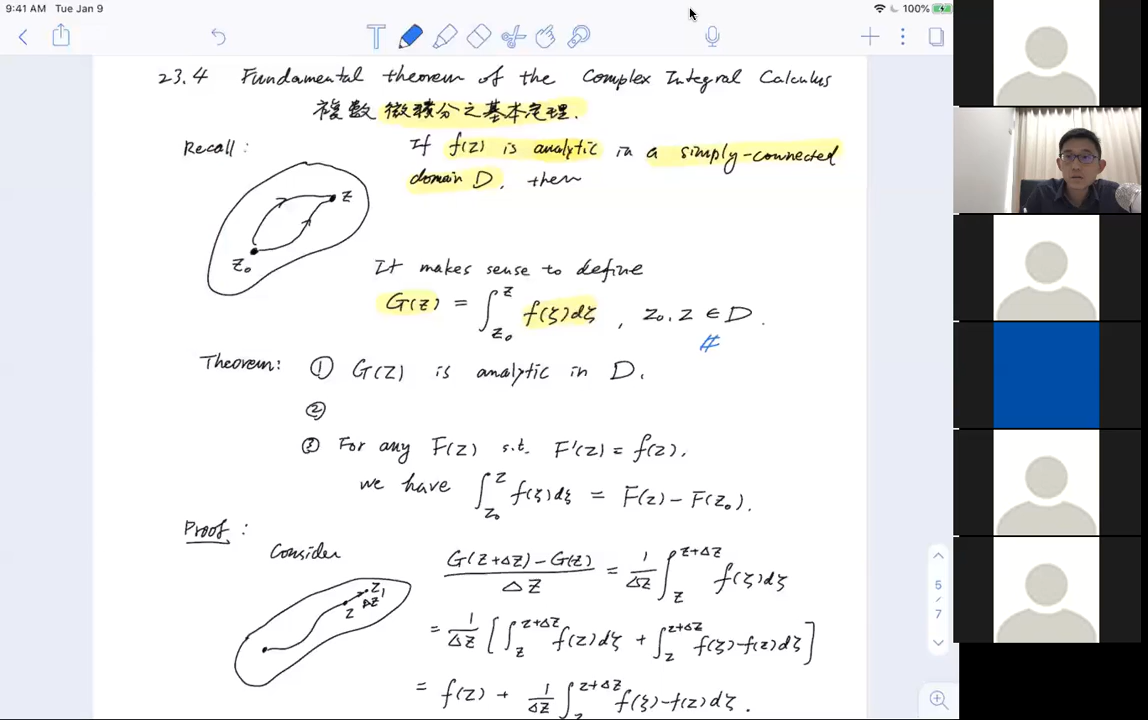 9:41 AM Tue Jan 9
100%
23.4 Fundamental theorem of the Complex Integral Calculus
複數微積分之基本定理.
Recall: If f(z) is analytic in a simply-connected
domain D, then
z
z₀
It makes sense to define
G(z) = ∫_{z₀}^{z} f(ζ)dζ , z₀, z ∈ D.
#
Theorem: ① G(z) is analytic in D.
②
③ For any F(z) s.t. F'(z) = f(z).
we have ∫_{z₀}^{z} f(ζ)dζ = F(z) - F(z₀).
Proof:
Consider (G(z+Δz) - G(z))/Δz = 1/Δz ∫_{z}^{z+Δz} f(ζ)dζ
z Δz
= 1/Δz [∫_{z}^{z+Δz} f(z)dζ + ∫_{z}^{z+Δz} f(ζ)-f(z)dζ]
= f(z) + 1/Δz ∫_{z}^{z+Δz} f(ζ)-f(z)dζ.
5
/
7